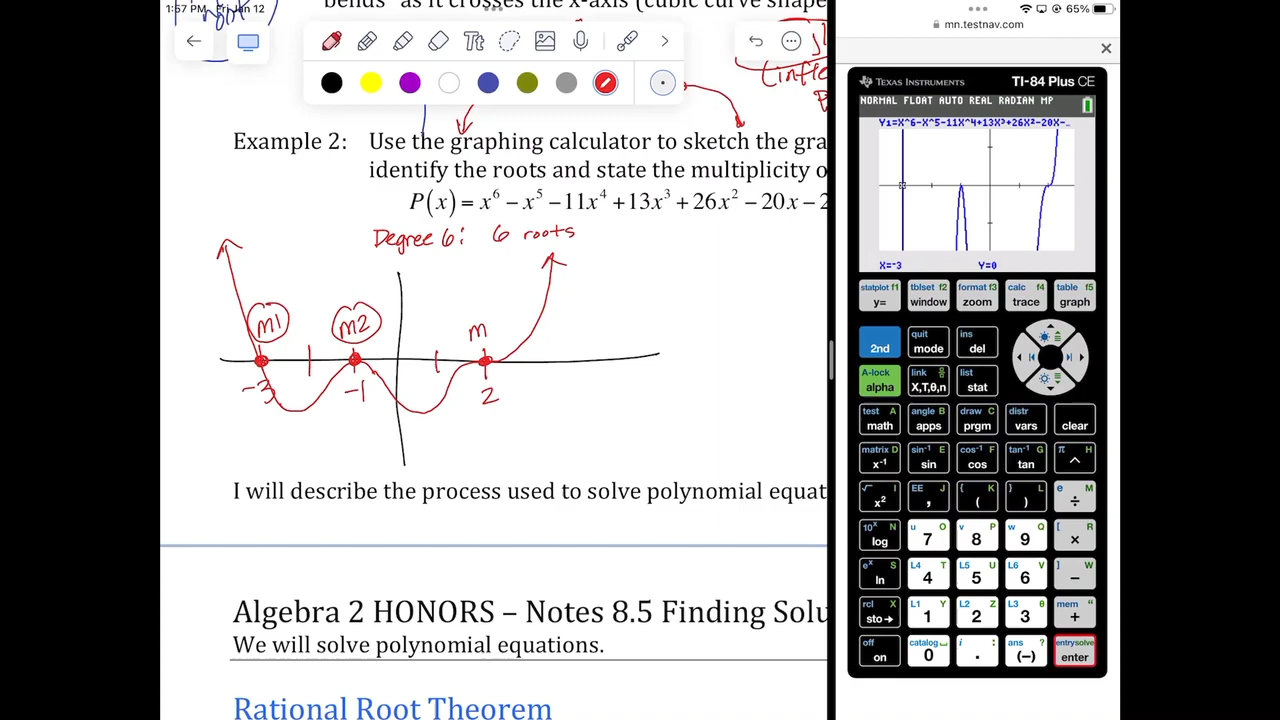 1:57 PM Fri Jan 12
65%
mn.testnav.com
bends" as it crosses the x-axis (cubic curve shape
root
Tt
(infle
Example 2: Use the graphing calculator to sketch the gra
identify the roots and state the multiplicity o
P(x) = x⁶ − x⁵ −11x⁴ +13x³ + 26x² − 20x − 2
Degree 6: 6 roots
m1 m2 m
-3 -1 2
I will describe the process used to solve polynomial equat
Algebra 2 HONORS – Notes 8.5 Finding Solu
We will solve polynomial equations.
Rational Root Theorem
TEXAS INSTRUMENTS TI-84 Plus CE
NORMAL FLOAT AUTO REAL RADIAN MP
Y1=X^6-X^5-11X^4+13X³+26X²-20X-…
X=-3 Y=0
statplot f1 tblset f2 format f3 calc f4 table f5
y= window zoom trace graph
quit ins
2nd mode del
A-lock link list
alpha X,T,θ,n stat
test A angle B draw C distr
math apps prgm vars clear
matrix D sin⁻¹ E cos⁻¹ F tan⁻¹ G π H
x⁻¹ sin cos tan ^
√ I EE J { K } L e M
x² , ( ) ÷
10ˣ N u O v P w Q [ R
log 7 8 9 ×
eˣ S L4 T L5 U L6 V ] W
ln 4 5 6 −
rcl X L1 Y L2 Z L3 θ mem "
sto→ 1 2 3 +
off catalog i : ans ? entry solve
on 0 . (−) enter